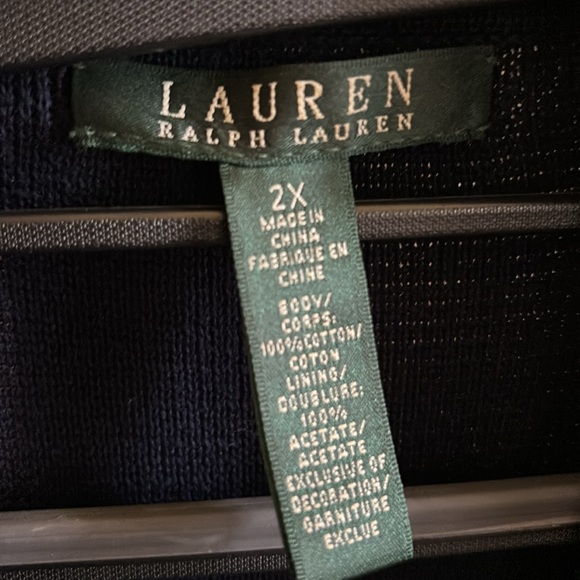 LAUREN
RALPH LAUREN
2X
MADE IN
CHINA
FABRIQUE EN
CHINE
BODY/
CORPS:
100% COTTON/
COTON
LINING/
DOUBLURE:
100%
ACETATE/
ACETATE
EXCLUSIVE OF
DECORATION/
GARNITURE
EXCLUE